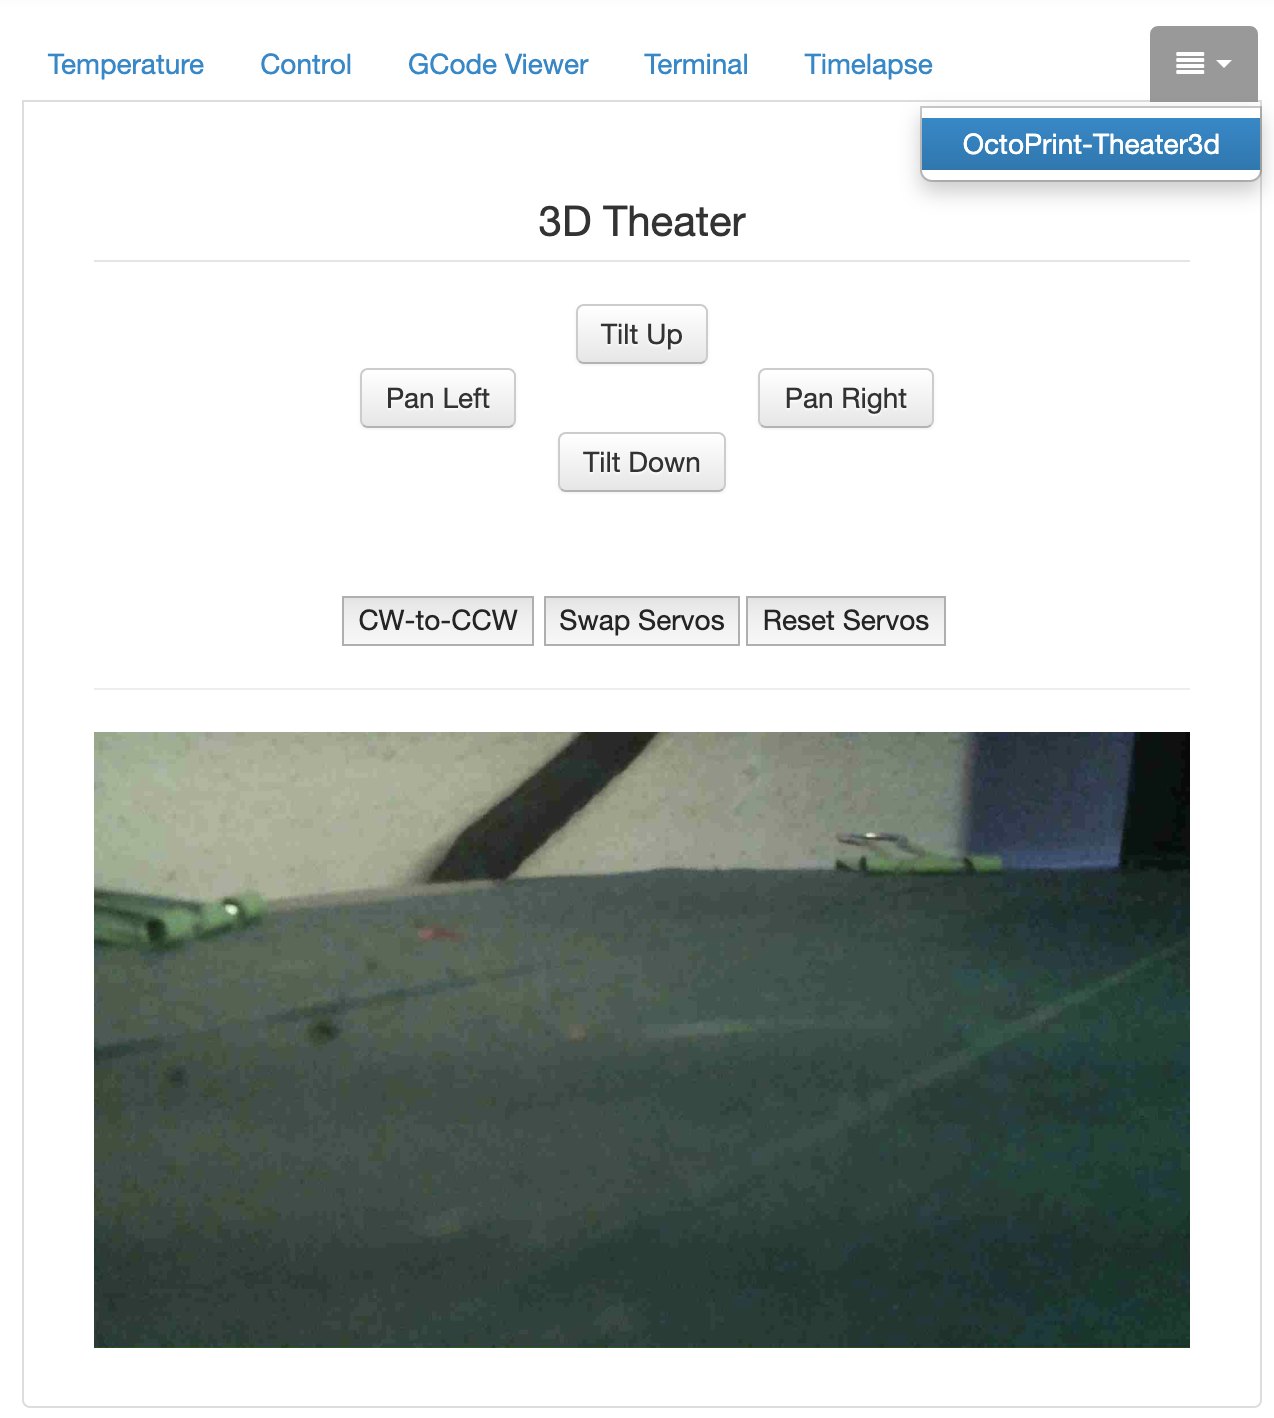 Temperature Control GCode Viewer Terminal Timelapse
OctoPrint-Theater3d
3D Theater
Tilt Up
Pan Left Pan Right
Tilt Down
CW-to-CCW Swap Servos Reset Servos